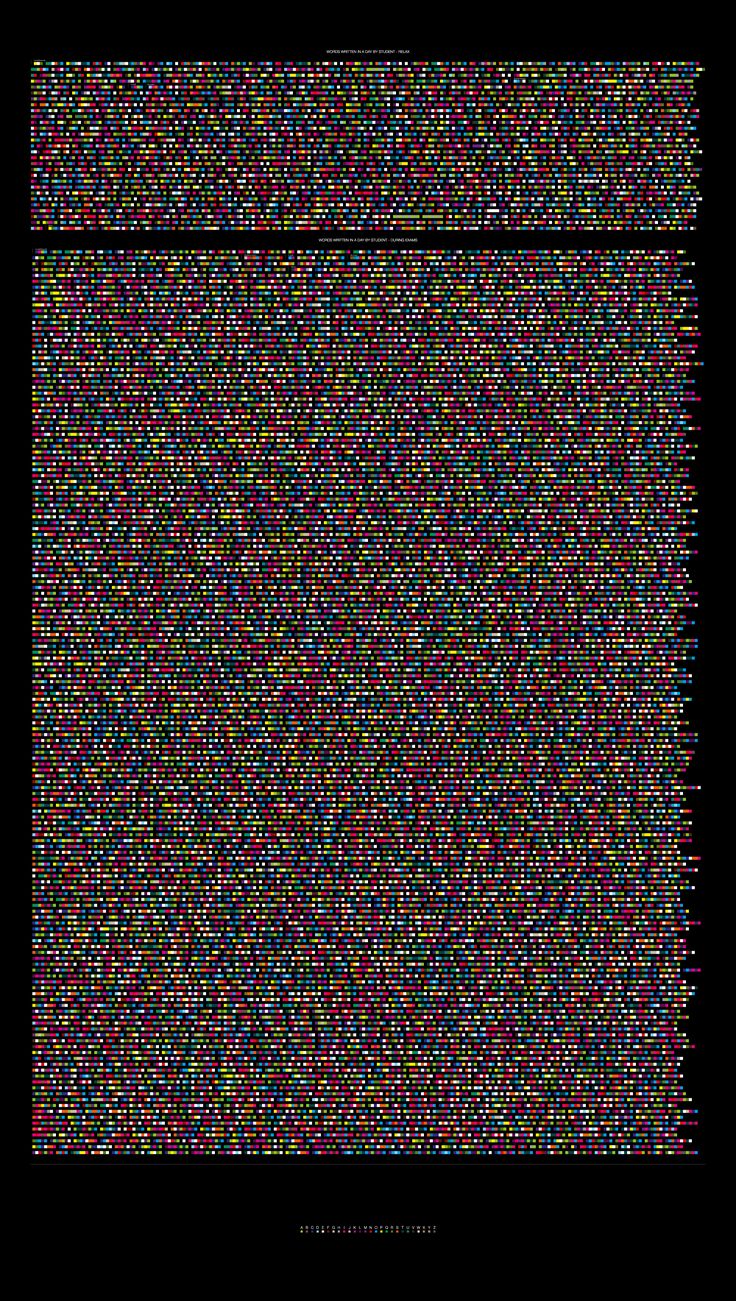 WORDS WRITTEN IN A DAY BY STUDENT - RELAX
WORDS WRITTEN IN A DAY BY STUDENT - DURING EXAMS
A B C D E F G H I J K L M N O P Q R S T U V W X Y Z